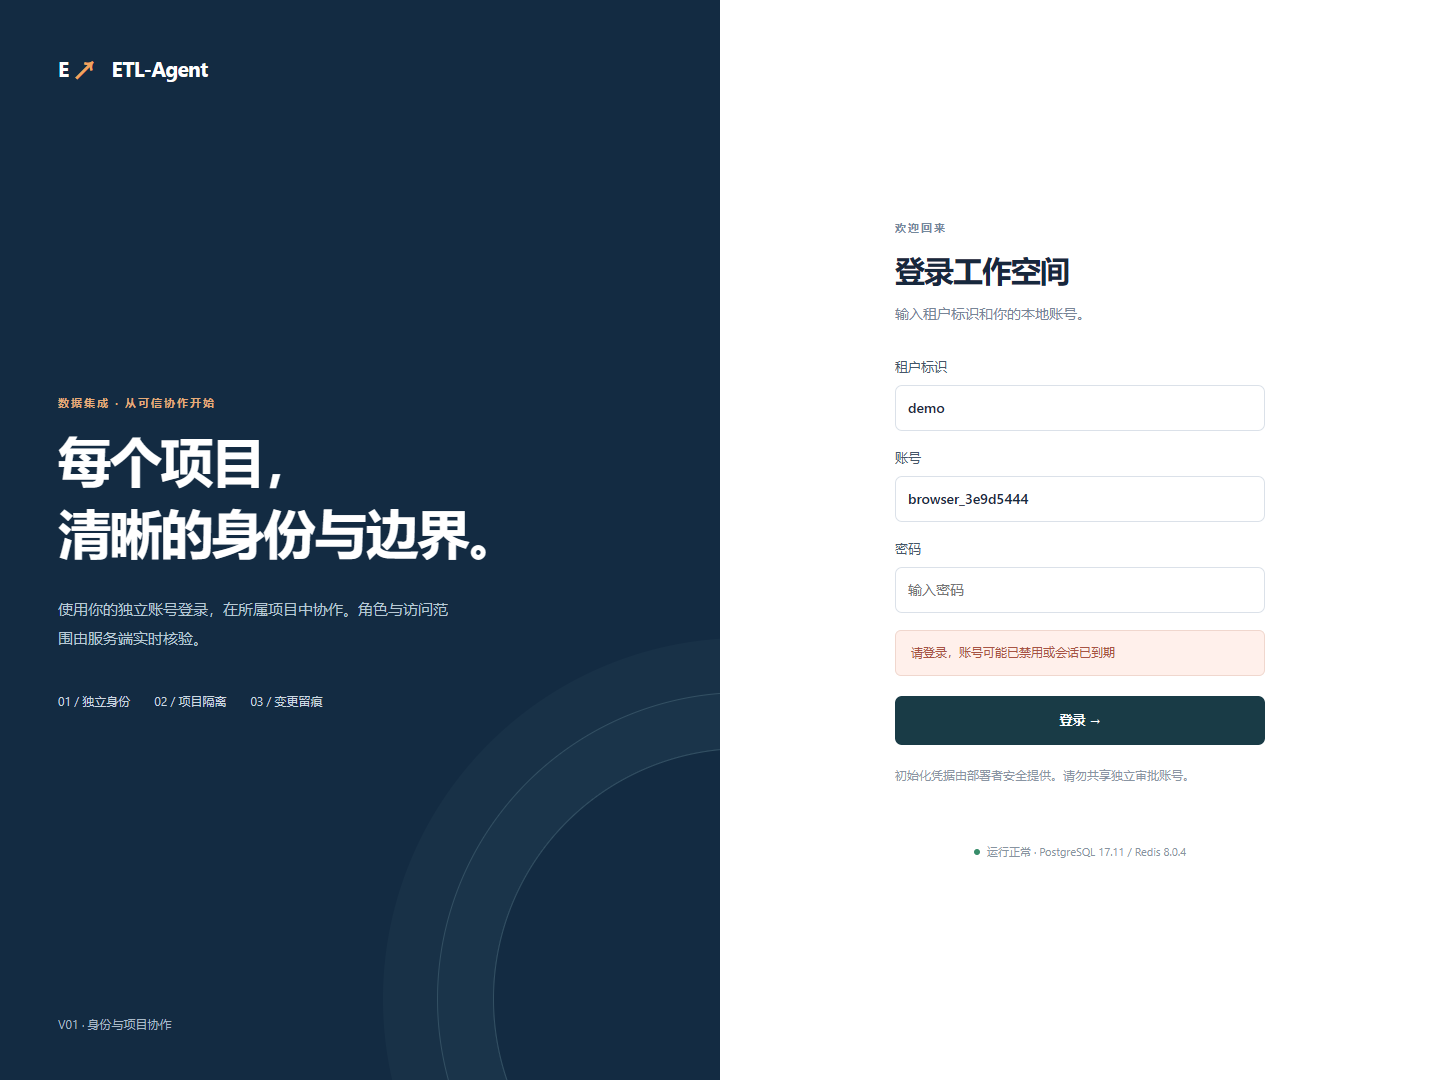 E↗ ETL-Agent
数据集成 · 从可信协作开始
每个项目，
清晰的身份与边界。
使用你的独立账号登录，在所属项目中协作。角色与访问范
围由服务端实时核验。
01 / 独立身份 02 / 项目隔离 03 / 变更留痕
V01 · 身份与项目协作
欢迎回来
登录工作空间
输入租户标识和你的本地账号。
租户标识
demo
账号
browser_3e9d5444
密码
输入密码
请登录，账号可能已禁用或会话已到期
登录 →
初始化凭据由部署者安全提供。请勿共享独立审批账号。
运行正常 · PostgreSQL 17.11 / Redis 8.0.4